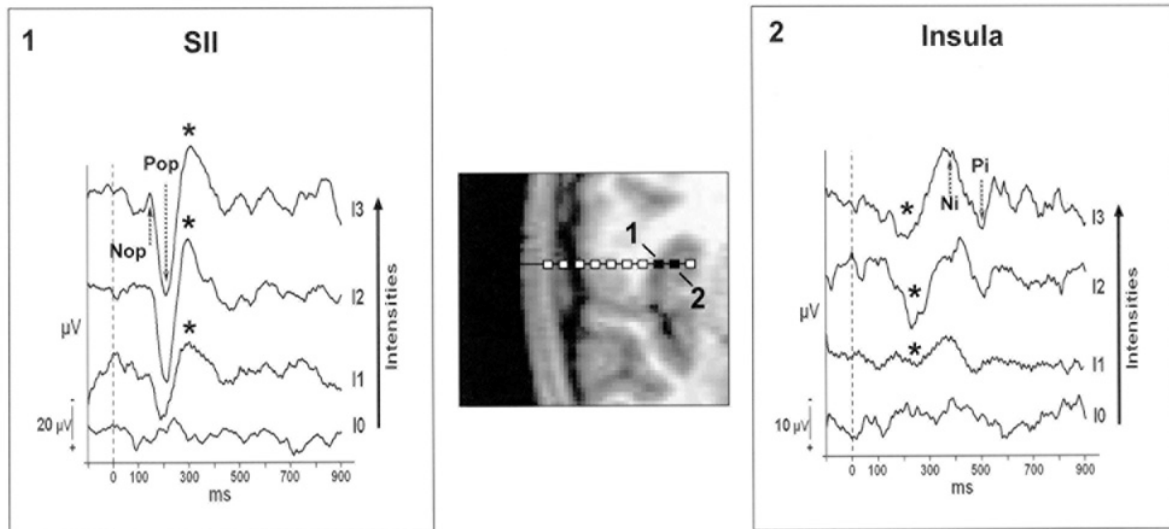 1
SII
*
Pop
I3
*
Nop
I2
µV
*
I1
20 µV
-
+
I0
Intensities
0 100 300 500 700 900
ms
1
2
2
Insula
*
Ni
Pi
I3
*
I2
µV
*
I1
10 µV
-
+
I0
Intensities
0 100 300 500 700 900
ms